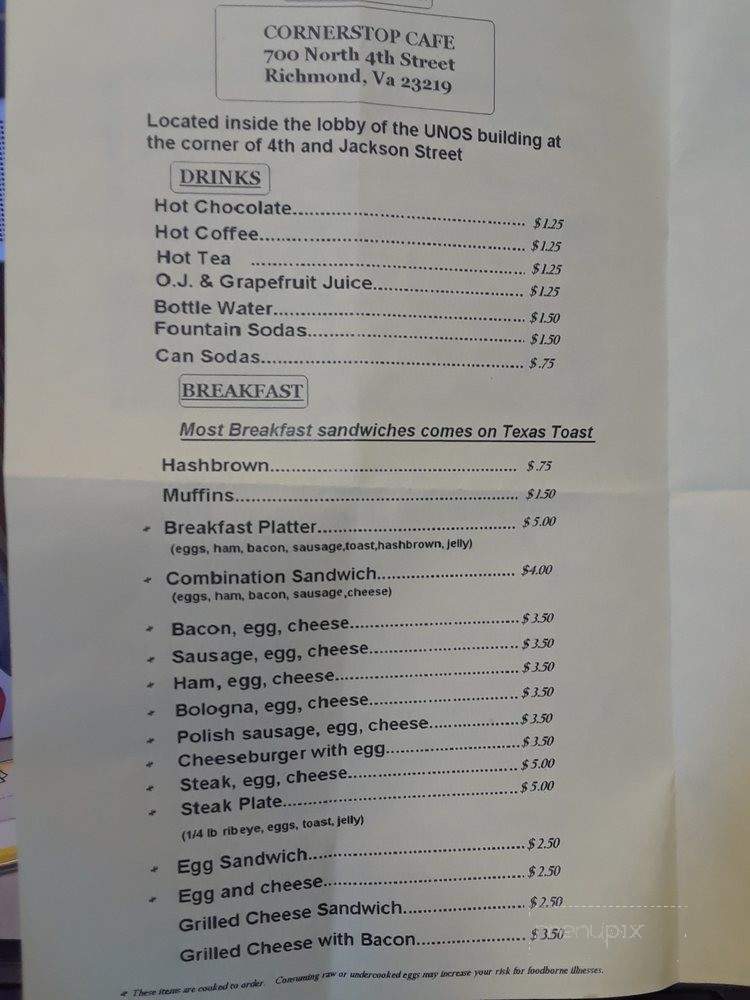 CORNERSTOP CAFE
700 North 4th Street
Richmond, Va 23219
Located inside the lobby of the UNOS building at
the corner of 4th and Jackson Street
DRINKS
Hot Chocolate........................................ $1.25
Hot Coffee............................................. $1.25
Hot Tea ............................................. $1.25
O.J. & Grapefruit Juice.......................... $1.25
Bottle Water.......................................... $1.50
Fountain Sodas..................................... $1.50
Can Sodas............................................. $.75
BREAKFAST
Most Breakfast sandwiches comes on Texas Toast
Hashbrown............................................ $.75
Muffins.................................................. $1.50
* Breakfast Platter................................... $5.00
(eggs, ham, bacon, sausage,toast,hashbrown, jelly)
* Combination Sandwich........................ $4.00
(eggs, ham, bacon, sausage,cheese)
* Bacon, egg, cheese.............................. $3.50
* Sausage, egg, cheese........................... $3.50
* Ham, egg, cheese................................. $3.50
* Bologna, egg, cheese........................... $3.50
* Polish sausage, egg, cheese................ $3.50
* Cheeseburger with egg........................ $3.50
* Steak, egg, cheese............................... $5.00
* Steak Plate........................................... $5.00
(1/4 lb ribeye, eggs, toast, jelly)
* Egg Sandwich....................................... $2.50
* Egg and cheese.................................... $2.50
Grilled Cheese Sandwich...................... $2.50
Grilled Cheese with Bacon................... $3.50
menupix
* These items are cooked to order. Consuming raw or undercooked eggs may increase your risk for foodborne illnesses.